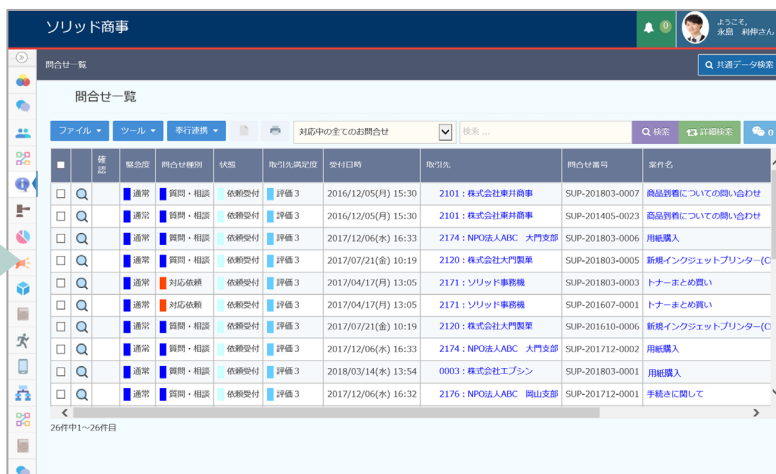 ソリッド商事
0 ようこそ,
永島 利伸さん
問合せ一覧 共通データ検索
問合せ一覧
ファイル ツール 奉行連携 対応中の全てのお問合せ 検索 ... 検索 詳細検索 0
確認 緊急度 問合せ種別 状態 取引先満足度 受付日時 取引先 問合せ番号 案件名
通常 質問・相談 依頼受付 評価3 2016/12/05(月) 15:30 2101：株式会社東井商事 SUP-201803-0007 商品到着についての問い合わせ
通常 質問・相談 依頼受付 評価3 2016/12/05(月) 15:30 2101：株式会社東井商事 SUP-201405-0023 商品到着についての問い合わせ
通常 質問・相談 依頼受付 評価3 2017/12/06(水) 16:33 2174：NPO法人ABC 大門支部 SUP-201803-0006 用紙購入
通常 質問・相談 依頼受付 評価3 2017/07/21(金) 10:19 2120：株式会社大門製菓 SUP-201803-0005 新規インクジェットプリンター(C
通常 対応依頼 依頼受付 評価3 2017/04/17(月) 13:05 2171：ソリッド事務機 SUP-201803-0003 トナーまとめ買い
通常 対応依頼 依頼受付 評価3 2017/04/17(月) 13:05 2171：ソリッド事務機 SUP-201607-0001 トナーまとめ買い
通常 質問・相談 依頼受付 評価3 2017/07/21(金) 10:19 2120：株式会社大門製菓 SUP-201610-0006 新規インクジェットプリンター(C
通常 質問・相談 依頼受付 評価3 2017/12/06(水) 16:33 2174：NPO法人ABC 大門支部 SUP-201712-0002 用紙購入
通常 質問・相談 依頼受付 評価3 2018/03/14(水) 13:54 0003：株式会社エプシン SUP-201803-0001 用紙購入
通常 質問・相談 依頼受付 評価3 2017/12/06(水) 16:32 2176：NPO法人ABC 岡山支部 SUP-201712-0001 手続きに関して
26件中1～26件目